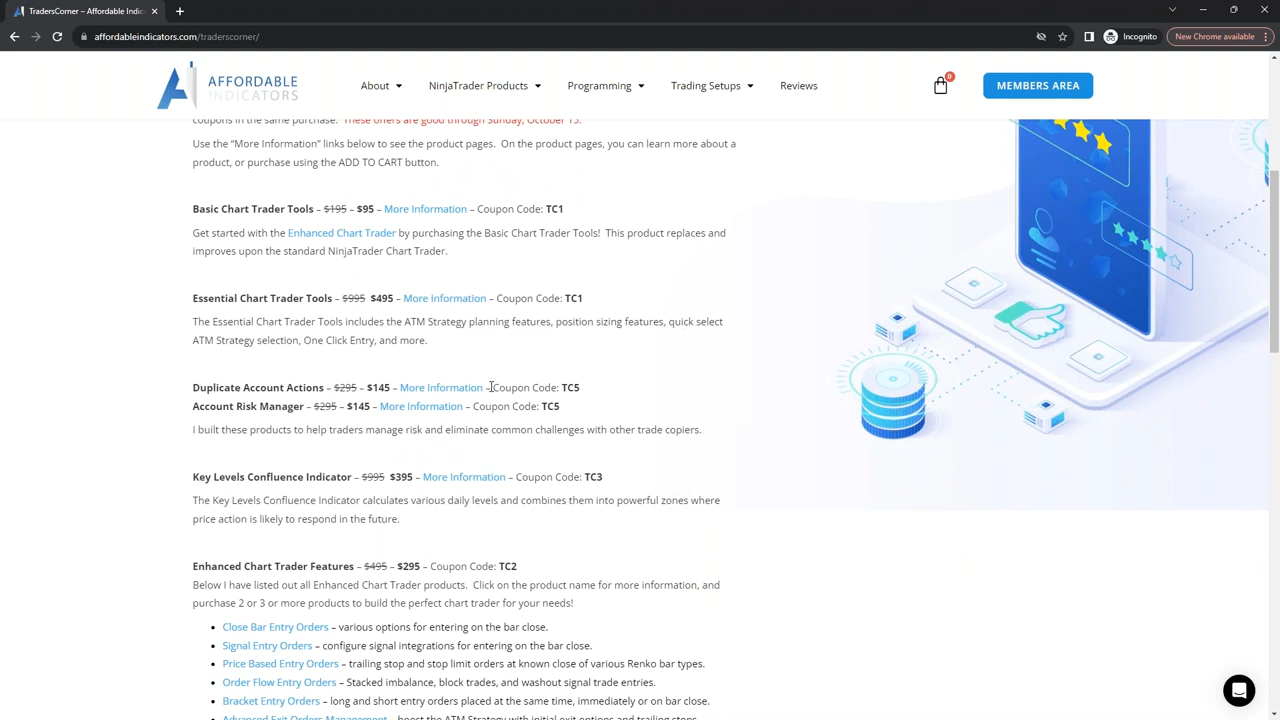 TradersCorner - Affordable Indic
affordableindicators.com/traderscorner/
Incognito
New Chrome available
AFFORDABLE
INDICATORS
About
NinjaTrader Products
Programming
Trading Setups
Reviews
0
MEMBERS AREA
coupons in the same purchase. These offers are good through Sunday, October 15.
Use the “More Information” links below to see the product pages. On the product pages, you can learn more about a
product, or purchase using the ADD TO CART button.
Basic Chart Trader Tools – $195 – $95 – More Information – Coupon Code: TC1
Get started with the Enhanced Chart Trader by purchasing the Basic Chart Trader Tools! This product replaces and
improves upon the standard NinjaTrader Chart Trader.
Essential Chart Trader Tools – $995 $495 – More Information – Coupon Code: TC1
The Essential Chart Trader Tools includes the ATM Strategy planning features, position sizing features, quick select
ATM Strategy selection, One Click Entry, and more.
Duplicate Account Actions – $295 – $145 – More Information – Coupon Code: TC5
Account Risk Manager – $295 – $145 – More Information – Coupon Code: TC5
I built these products to help traders manage risk and eliminate common challenges with other trade copiers.
Key Levels Confluence Indicator – $995 $395 – More Information – Coupon Code: TC3
The Key Levels Confluence Indicator calculates various daily levels and combines them into powerful zones where
price action is likely to respond in the future.
Enhanced Chart Trader Features – $495 – $295 – Coupon Code: TC2
Below I have listed out all Enhanced Chart Trader products. Click on the product name for more information, and
purchase 2 or 3 or more products to build the perfect chart trader for your needs!
• Close Bar Entry Orders – various options for entering on the bar close.
• Signal Entry Orders – configure signal integrations for entering on the bar close.
• Price Based Entry Orders – trailing stop and stop limit orders at known close of various Renko bar types.
• Order Flow Entry Orders – Stacked imbalance, block trades, and washout signal trade entries.
• Bracket Entry Orders – long and short entry orders placed at the same time, immediately or on bar close.
• Advanced Exit Orders Management – boost the ATM Strategy with initial exit options and trailing stops.